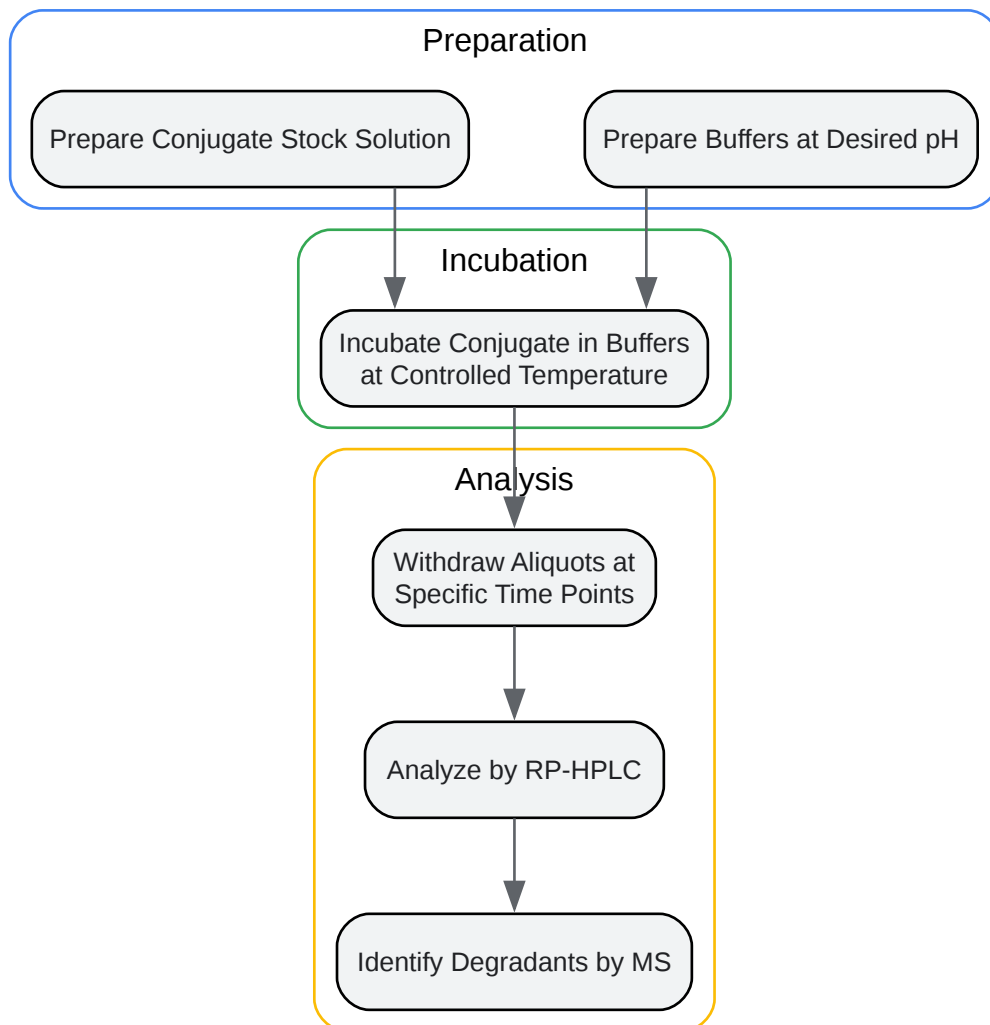 Preparation
Prepare Conjugate Stock Solution
Prepare Buffers at Desired pH
Incubation
Incubate Conjugate in Buffers
at Controlled Temperature
Analysis
Withdraw Aliquots at
Specific Time Points
Analyze by RP-HPLC
Identify Degradants by MS